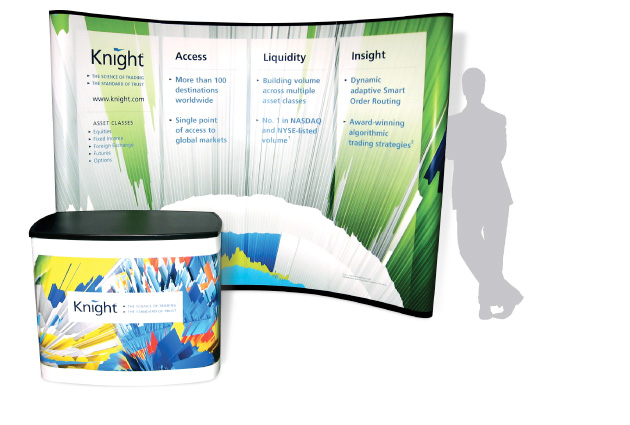 Knight
▸ THE SCIENCE OF TRADING
▸ THE STANDARD OF TRUST
www.knight.com
ASSET CLASSES
▸ Equities
▸ Fixed Income
▸ Foreign Exchange
▸ Futures
▸ Options
Access
▸ More than 100
destinations
worldwide
▸ Single point
of access to
global markets
Liquidity
▸ Building volume
across multiple
asset classes
▸ No. 1 in NASDAQ
and NYSE-listed
volume¹
Insight
▸ Dynamic
adaptive Smart
Order Routing
▸ Award-winning
algorithmic
trading strategies²
Knight
▸ THE SCIENCE OF TRADING
▸ THE STANDARD OF TRUST